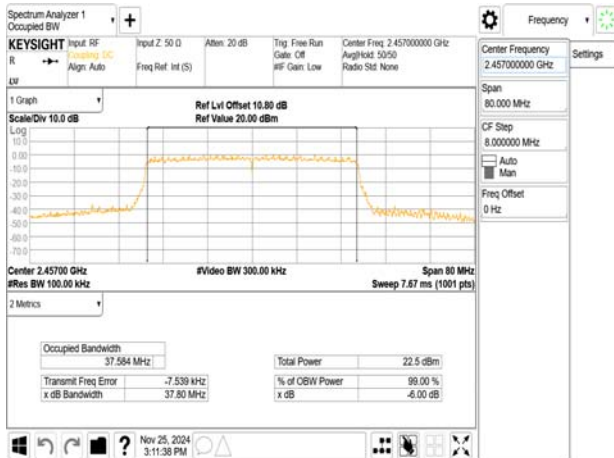 Spectrum Analyzer 1
Occupied BW
Frequency
KEYSIGHT
R
Input: RF
Coupling: DC
Align: Auto
Input Z: 50 Ω
Freq Ref: Int (S)
Atten: 20 dB
Trig: Free Run
Gate: Off
#IF Gain: Low
Center Freq: 2.457000000 GHz
Avg|Hold: 50/50
Radio Std: None
Center Frequency
2.457000000 GHz
Settings
Span
80.000 MHz
CF Step
8.000000 MHz
Auto
Man
Freq Offset
0 Hz
1 Graph
Scale/Div 10.0 dB
Ref Lvl Offset 10.80 dB
Ref Value 20.00 dBm
Log
10.0
0.00
-10.0
-20.0
-30.0
-40.0
-50.0
-60.0
-70.0
Center 2.45700 GHz
#Res BW 100.00 kHz
#Video BW 300.00 kHz
Span 80 MHz
Sweep 7.67 ms (1001 pts)
2 Metrics
Occupied Bandwidth
37.584 MHz
Total Power 22.5 dBm
Transmit Freq Error -7.539 kHz
% of OBW Power 99.00 %
x dB Bandwidth 37.80 MHz
x dB -6.00 dB
Nov 25, 2024
3:11:38 PM